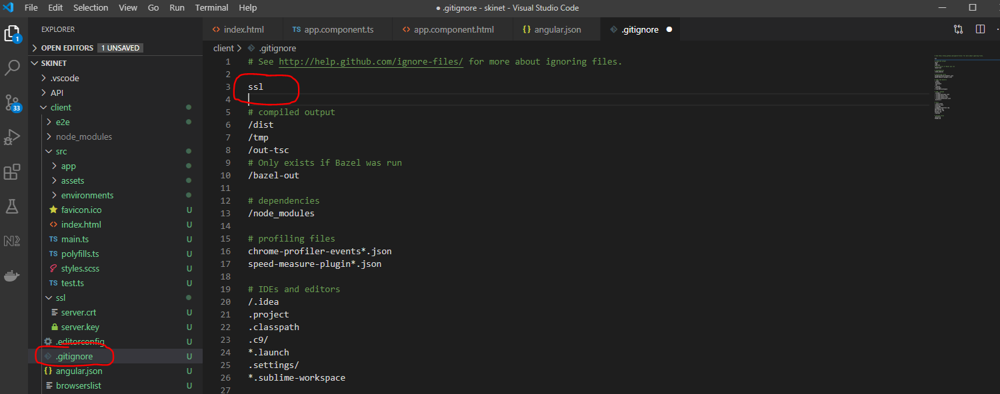 File Edit Selection View Go Run Terminal Help
● .gitignore - skinet - Visual Studio Code
1
33
EXPLORER
OPEN EDITORS 1 UNSAVED
SKINET
.vscode
API
client
e2e
node_modules
src
app
assets
environments
favicon.ico U
index.html U
TS main.ts U
TS polyfills.ts U
styles.scss U
TS test.ts U
ssl
server.crt U
server.key U
.editorconfig U
.gitignore U
{} angular.json U
browserslist U
<> index.html TS app.component.ts <> app.component.html {} angular.json .gitignore ●
client > .gitignore
1 # See http://help.github.com/ignore-files/ for more about ignoring files.
2
3 ssl
4
5 # compiled output
6 /dist
7 /tmp
8 /out-tsc
9 # Only exists if Bazel was run
10 /bazel-out
11
12 # dependencies
13 /node_modules
14
15 # profiling files
16 chrome-profiler-events*.json
17 speed-measure-plugin*.json
18
19 # IDEs and editors
20 /.idea
21 .project
22 .classpath
23 .c9/
24 *.launch
25 .settings/
26 *.sublime-workspace
27